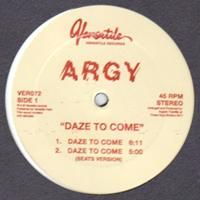 Versatile
VERSATILE RECORDS
ARGY
VER072
SIDE 1
45 RPM
STEREO
"DAZE TO COME"
1. DAZE TO COME 8:11
2. DAZE TO COME 5:00
(BEATS VERSION)